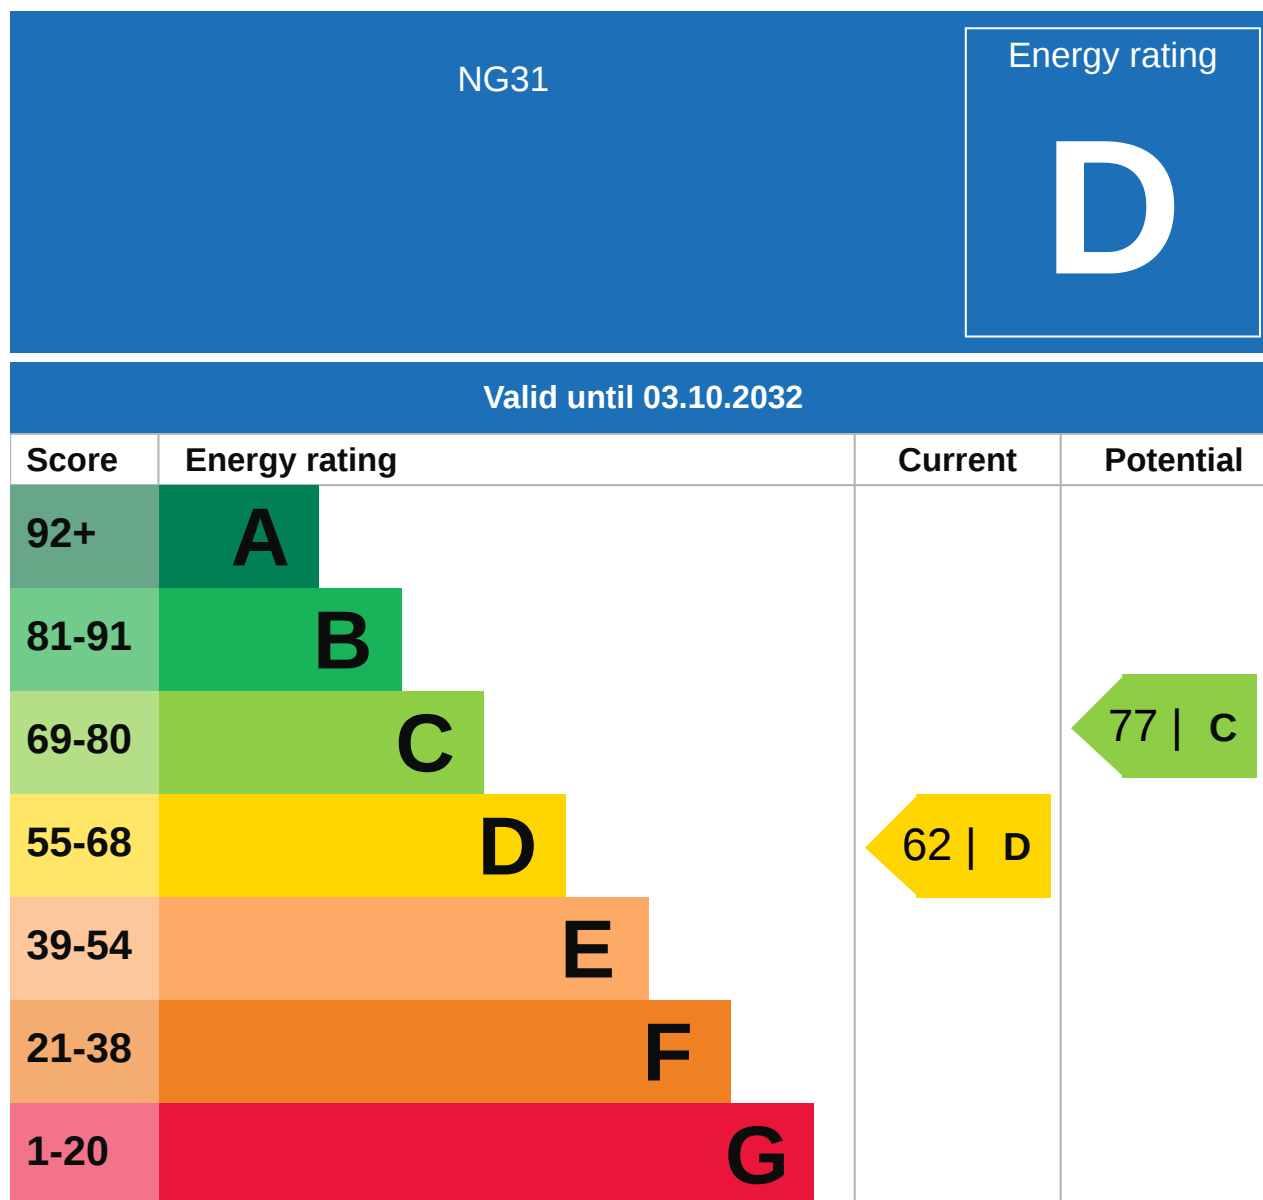 NG31
Energy rating
D
Valid until 03.10.2032
Score Energy rating Current Potential
92+ A
81-91 B
69-80 C
77 | C
55-68 D
62 | D
39-54 E
21-38 F
1-20 G